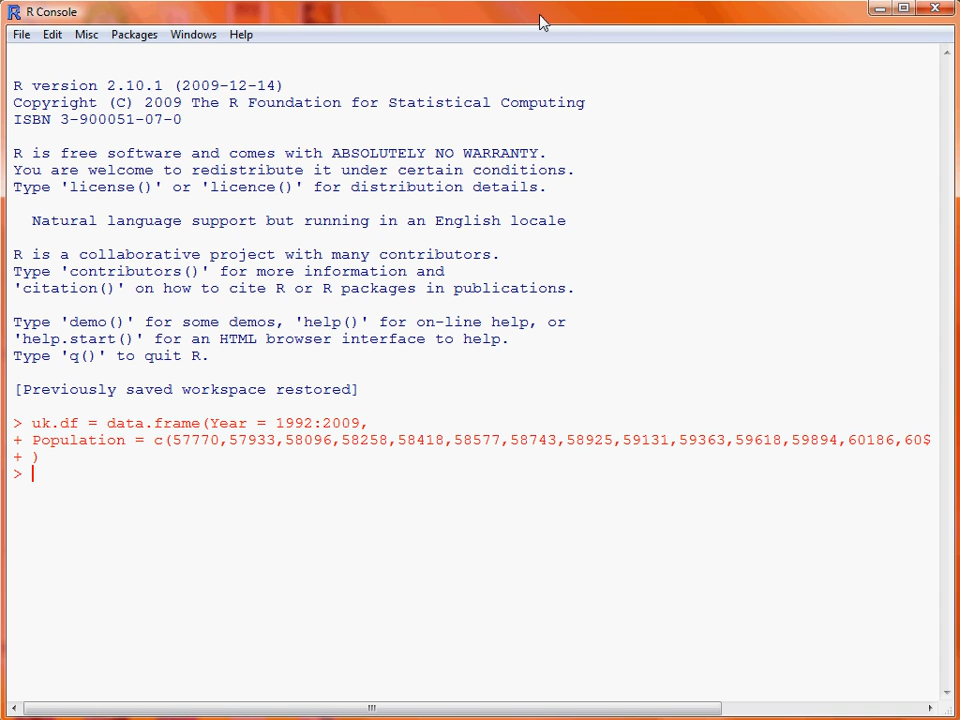 R Console
File Edit Misc Packages Windows Help
R version 2.10.1 (2009-12-14)
Copyright (C) 2009 The R Foundation for Statistical Computing
ISBN 3-900051-07-0
R is free software and comes with ABSOLUTELY NO WARRANTY.
You are welcome to redistribute it under certain conditions.
Type 'license()' or 'licence()' for distribution details.
Natural language support but running in an English locale
R is a collaborative project with many contributors.
Type 'contributors()' for more information and
'citation()' on how to cite R or R packages in publications.
Type 'demo()' for some demos, 'help()' for on-line help, or
'help.start()' for an HTML browser interface to help.
Type 'q()' to quit R.
[Previously saved workspace restored]
> uk.df = data.frame(Year = 1992:2009,
+ Population = c(57770,57933,58096,58258,58418,58577,58743,58925,59131,59363,59618,59894,60186,60$
+ )
>